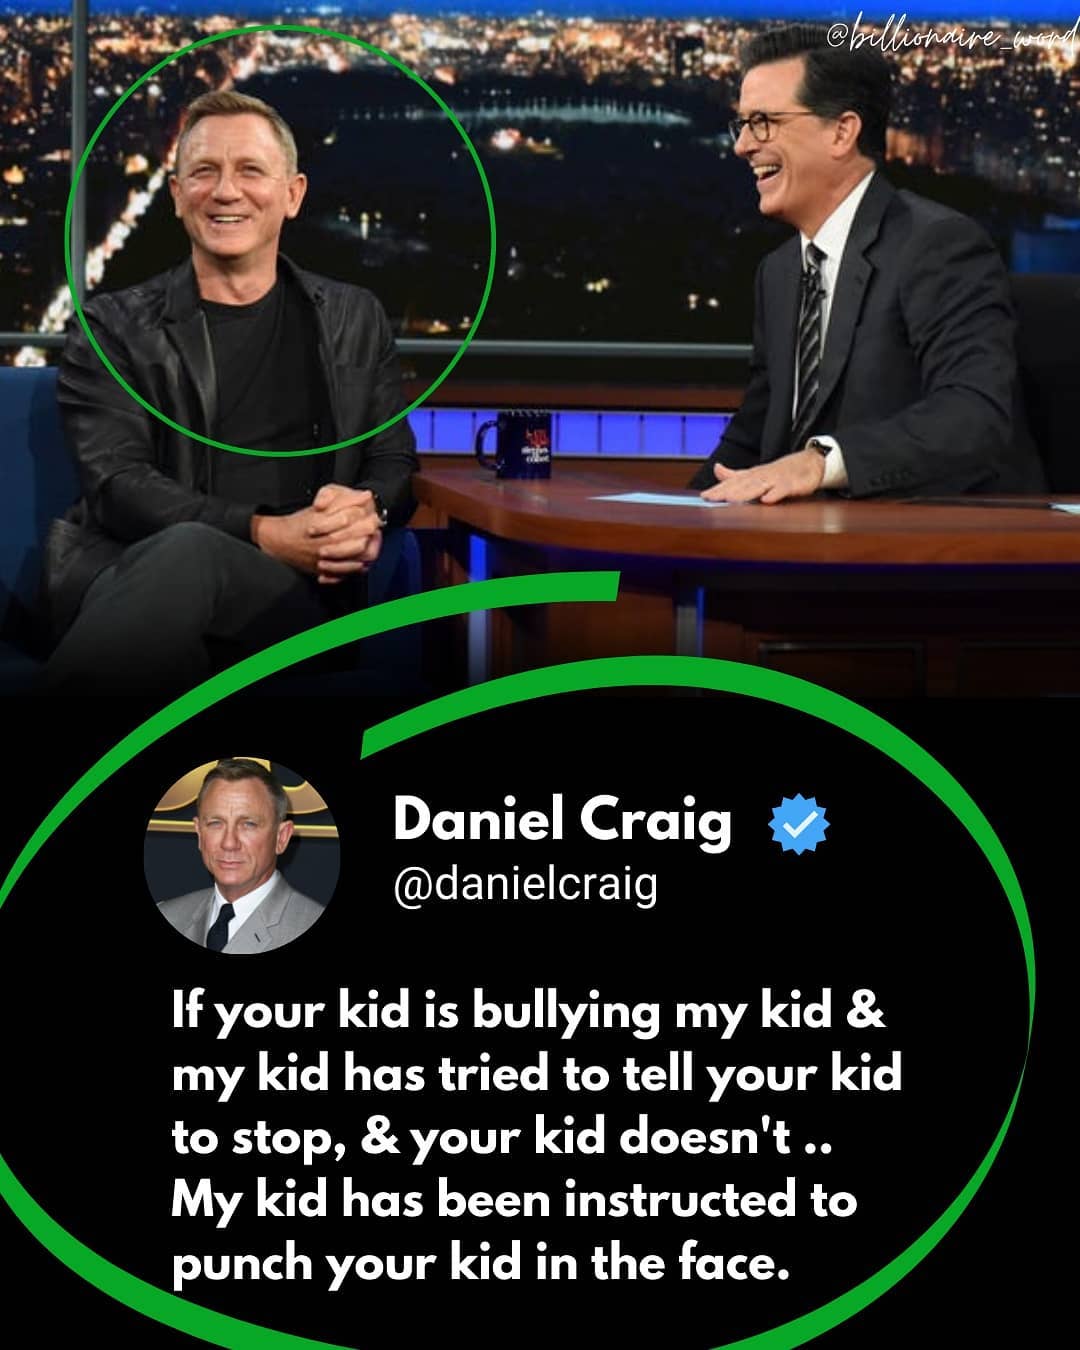 @billionaire_word
Daniel Craig
@danielcraig
If your kid is bullying my kid &
my kid has tried to tell your kid
to stop, & your kid doesn't ..
My kid has been instructed to
punch your kid in the face.